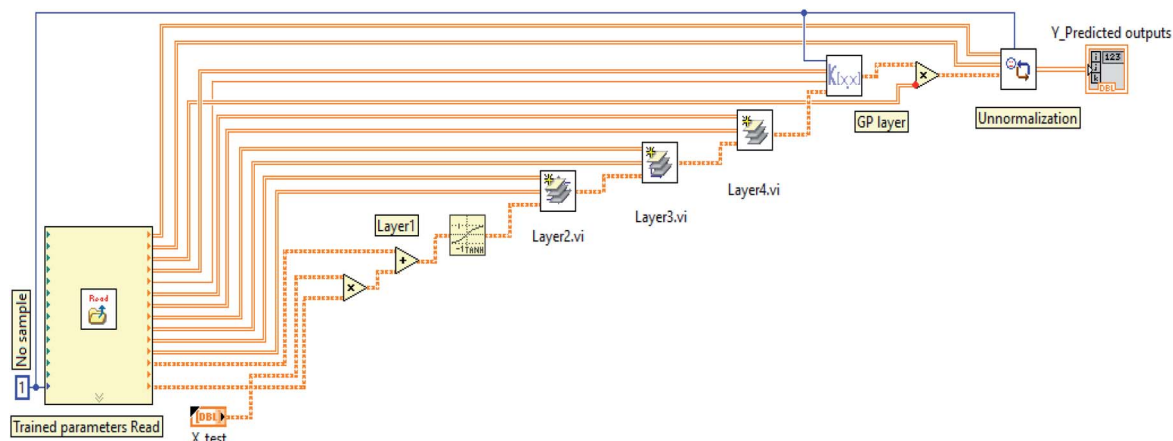 Y_Predicted outputs
123
i
j
k
DBL
K[x,x]
×
GP layer
Unnormalization
Layer4.vi
Layer3.vi
Layer2.vi
Layer1
TANH
+
×
Read
No sample
1
Trained parameters Read
[DBL]
X_test